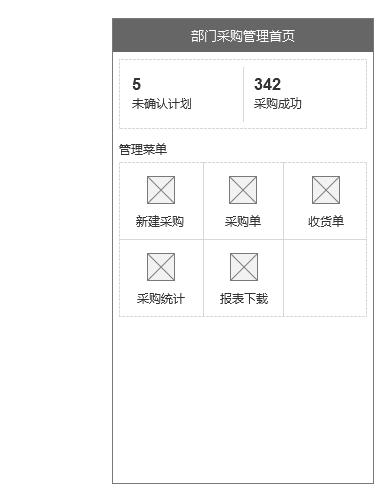 部门采购管理首页
5
342
未确认计划
采购成功
管理菜单
新建采购
采购单
收货单
采购统计
报表下载